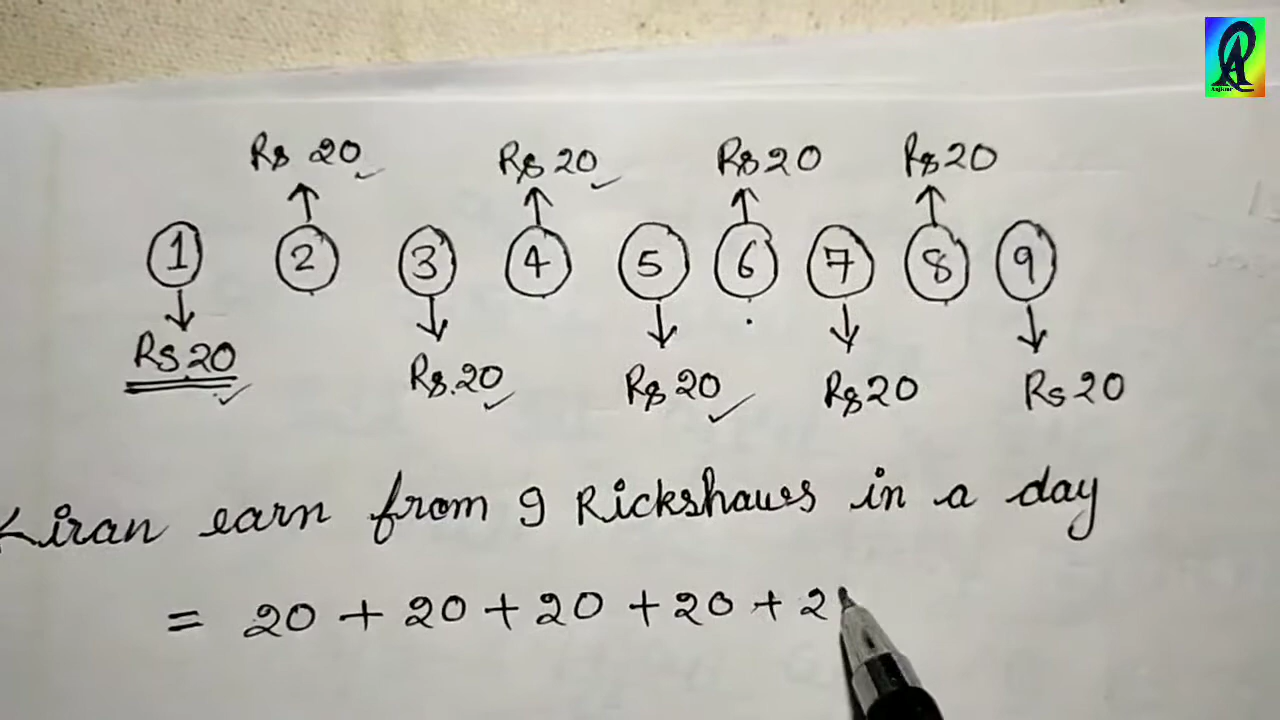 Rs 20 Rs 20 Rs 20 Rs 20
1 2 3 4 5 6 7 8 9
Rs 20 Rs. 20 Rs 20 Rs 20 Rs 20
Kiran earn from 9 Rickshaws in a day
= 20 + 20 + 20 + 20 + 2